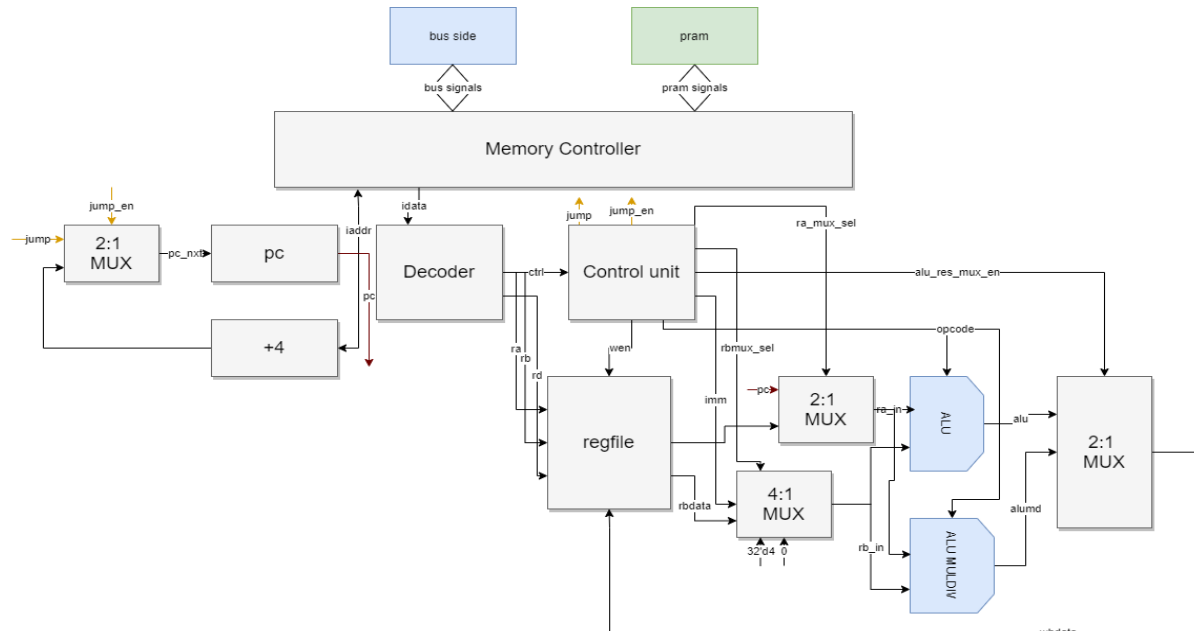 bus side
pram
bus signals
pram signals
Memory Controller
jump_en
idata
jump
jump_en
ra_mux_sel
iaddr
jump
2:1
MUX
pc_nxt
pc
Decoder
ctrl
Control unit
alu_res_mux_en
pc
+4
opcode
ra
rb
rd
wen
rbmux_sel
imm
pc
2:1
MUX
ra_in
ALU
alu
2:1
MUX
regfile
rbdata
4:1
MUX
alumd
32'd4
0
rb_in
ALU MULDIV